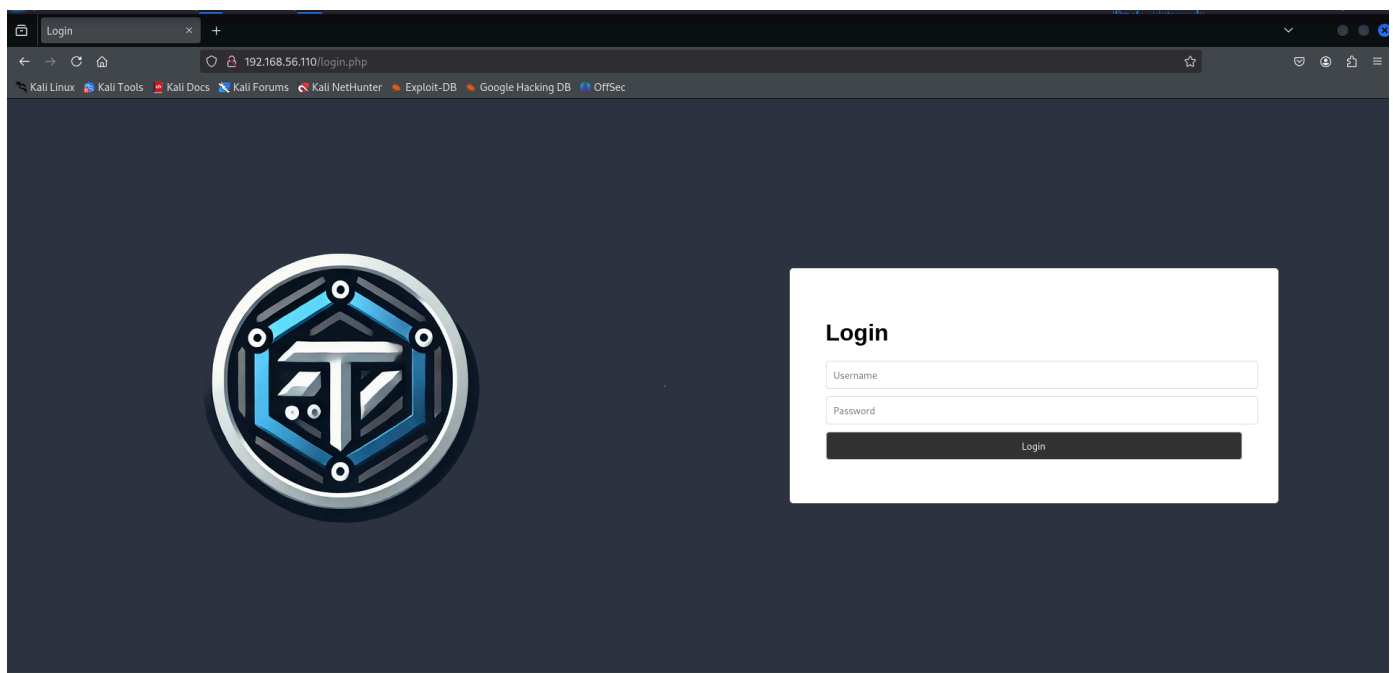 Login
192.168.56.110/login.php
Kali Linux Kali Tools Kali Docs Kali Forums Kali NetHunter Exploit-DB Google Hacking DB OffSec
Login
Username
Password
Login